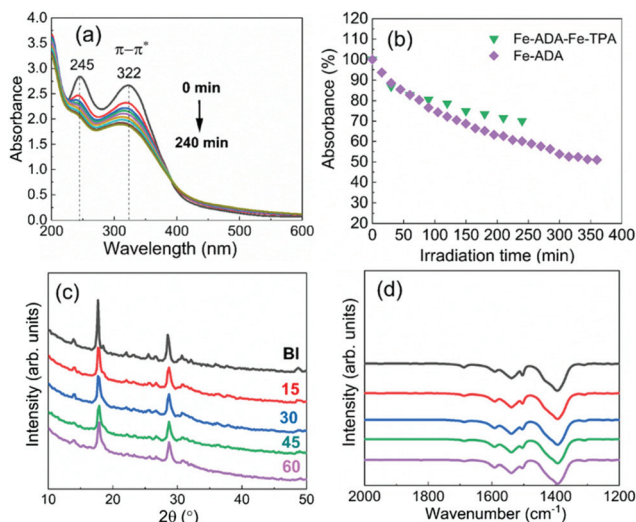 (a)
π–π*
245
322
0 min
240 min
Absorbance
4.0
3.5
3.0
2.5
2.0
1.5
1.0
0.5
0.0
200 300 400 500 600
Wavelength (nm)
(b)
Fe-ADA-Fe-TPA
Fe-ADA
Absorbance (%)
120
110
100
90
80
70
60
50
40
30
20
0 50 100 150 200 250 300 350 400
Irradiation time (min)
(c)
BI
15
30
45
60
Intensity (arb. units)
10 20 30 40 50
2θ (°)
(d)
Intensity (arb. units)
2000 1800 1600 1400 1200
Wavenumber (cm⁻¹)